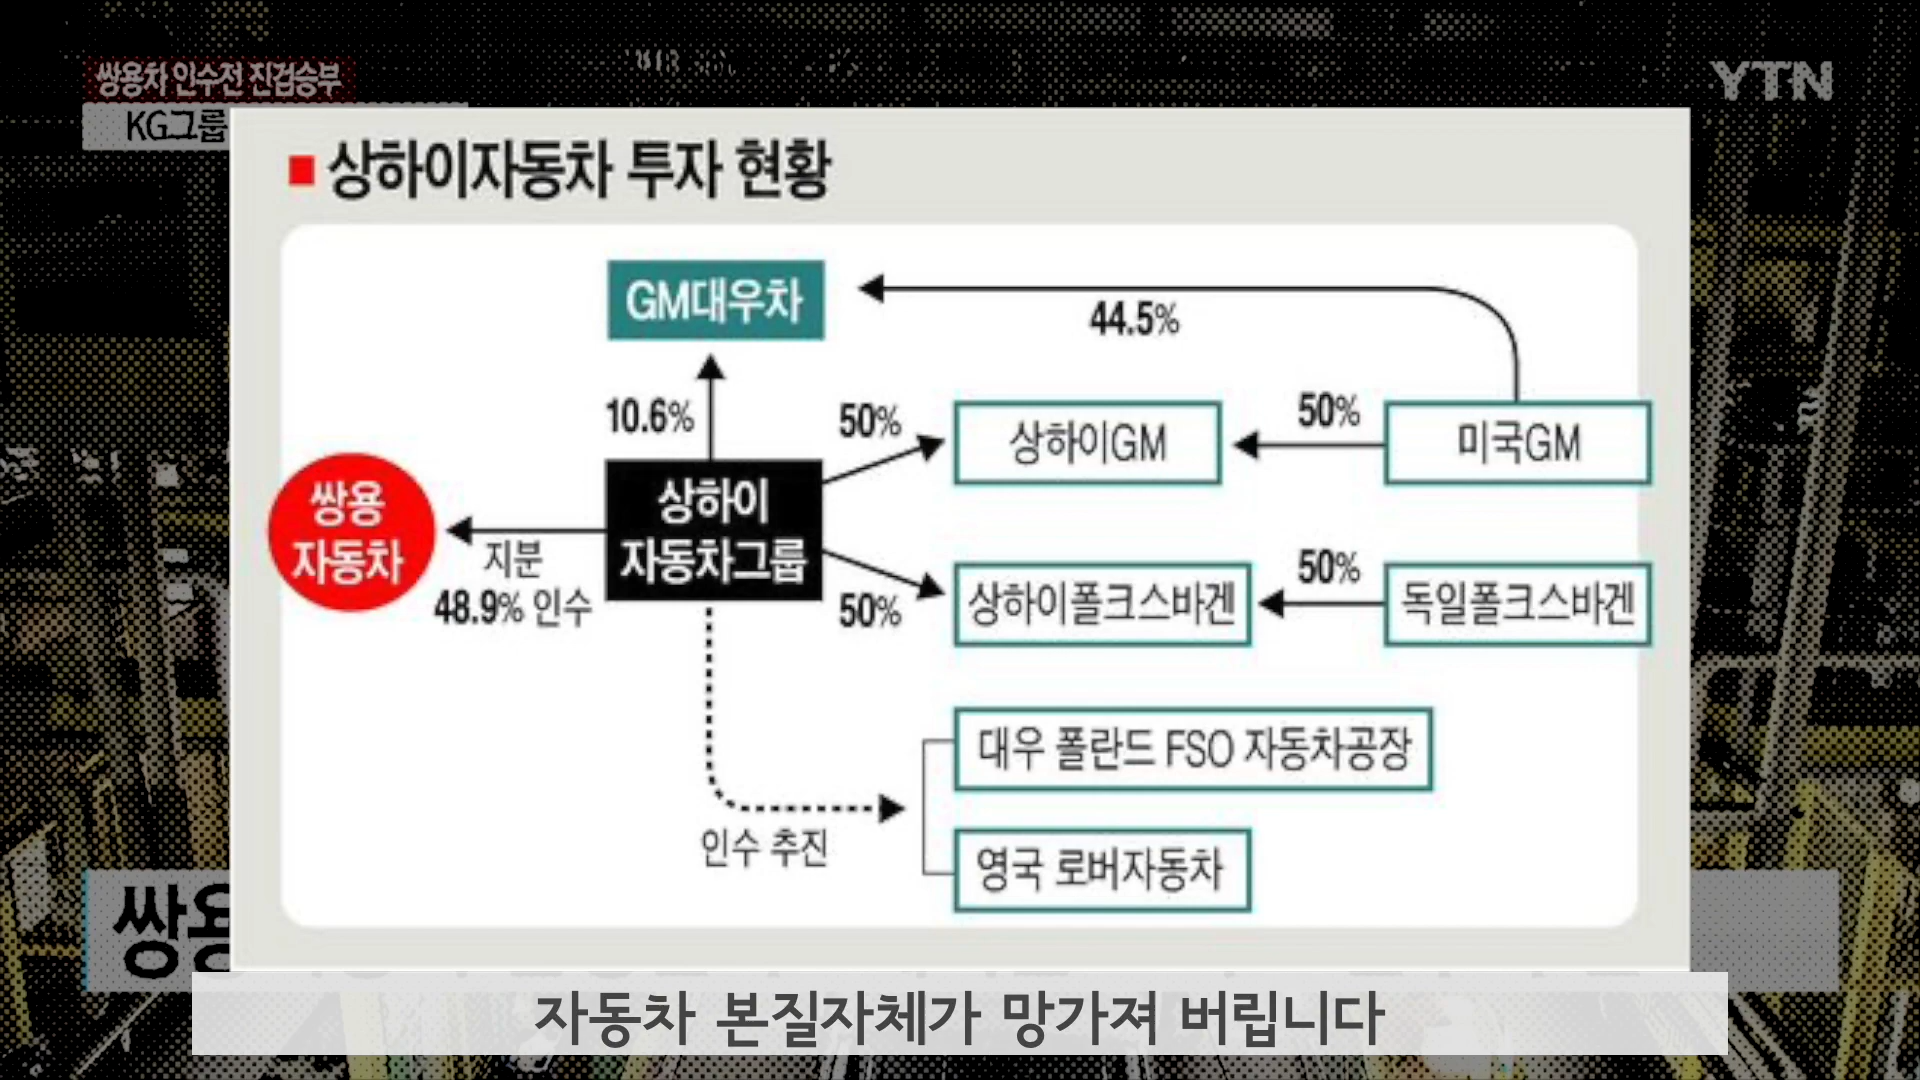 쌍용차 인수전 진검승부
YTN
KG그룹
■ 상하이자동차 투자 현황
GM대우차
44.5%
10.6%
50%
상하이GM
50%
미국GM
쌍용
자동차
지분
48.9% 인수
상하이
자동차그룹
50%
상하이폴크스바겐
50%
독일폴크스바겐
대우 폴란드 FSO 자동차공장
인수 추진
영국 로버자동차
쌍용
자동차 본질자체가 망가져 버립니다